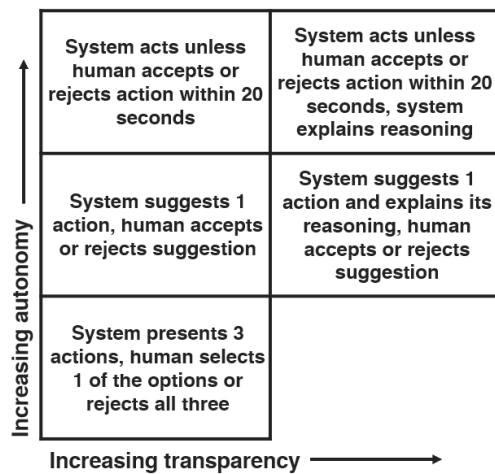 System acts unless
human accepts or
rejects action within 20
seconds
System acts unless
human accepts or
rejects action within 20
seconds, system
explains reasoning
System suggests 1
action, human accepts
or rejects suggestion
System suggests 1
action and explains its
reasoning, human
accepts or rejects
suggestion
System presents 3
actions, human selects
1 of the options or
rejects all three
Increasing autonomy
Increasing transparency